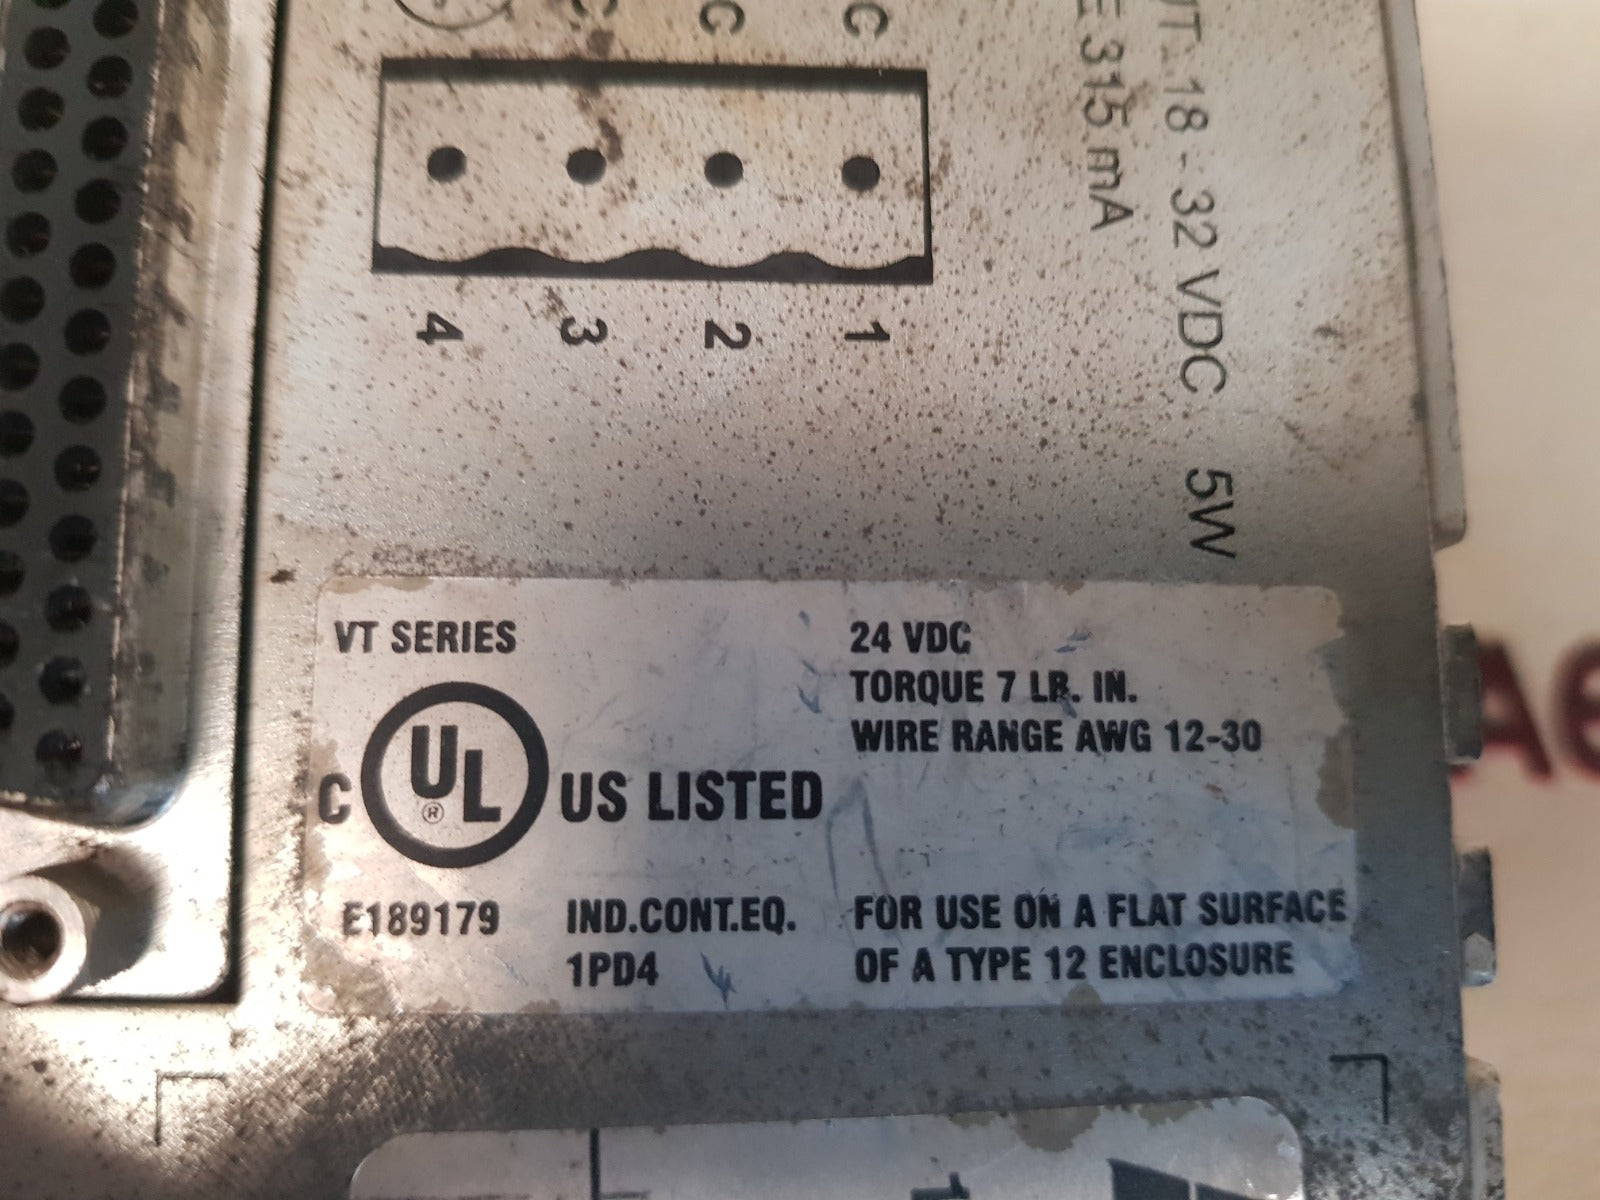 C C C
4 3 2 1
18 - 32 VDC 5W
315 mA
VT SERIES
24 VDC
TORQUE 7 LB. IN.
WIRE RANGE AWG 12-30
C UL ® US LISTED
E189179
IND.CONT.EQ.
1PD4
FOR USE ON A FLAT SURFACE
OF A TYPE 12 ENCLOSURE
1